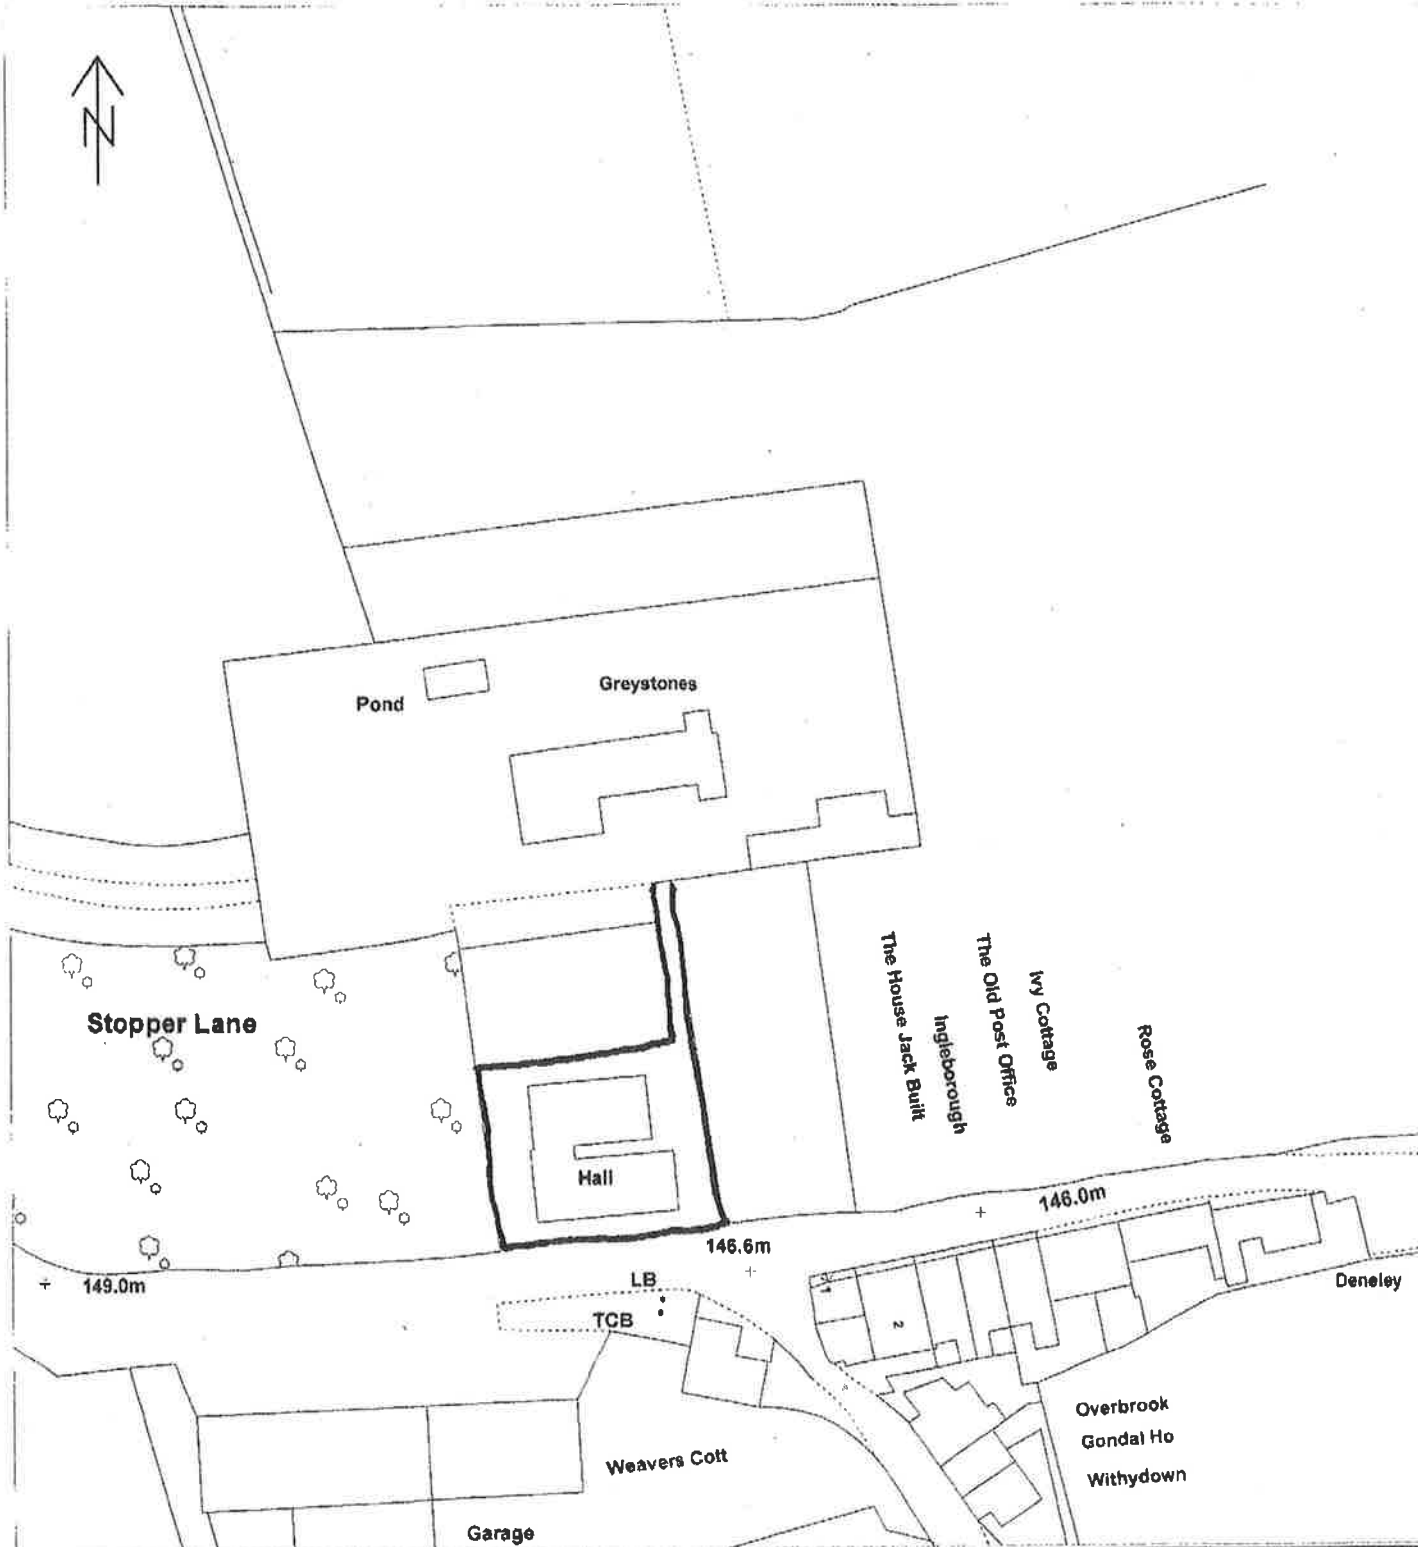 N
Pond
Greystones
Stopper Lane
The House Jack Built
Ingleborough
The Old Post Office
Ivy Cottage
Rose Cottage
Hall
146.0m
146.6m
149.0m
LB
TCB
2
Deneley
Overbrook
Gondal Ho
Withydown
Weavers Cott
Garage